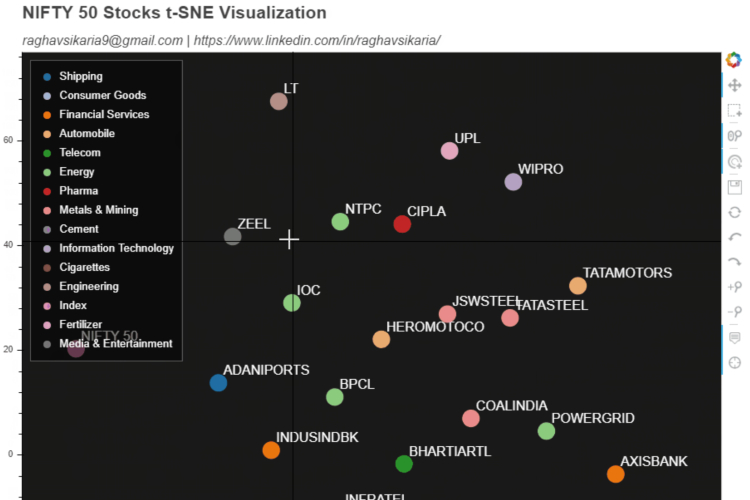 NIFTY 50 Stocks t-SNE Visualization
raghavsikaria9@gmail.com | https://www.linkedin.com/in/raghavsikaria/
Shipping
Consumer Goods
Financial Services
Automobile
Telecom
Energy
Pharma
Metals & Mining
Cement
Information Technology
Cigarettes
Engineering
Index
Fertilizer
Media & Entertainment
LT
60
UPL
WIPRO
NTPC
CIPLA
ZEEL
40
TATAMOTORS
IOC
JSWSTEEL
TATASTEEL
HEROMOTOCO
NIFTY 50
20
ADANIPORTS
BPCL
COALINDIA
POWERGRID
INDUSINDBK
0
BHARTIARTL
AXISBANK
INFRATEL